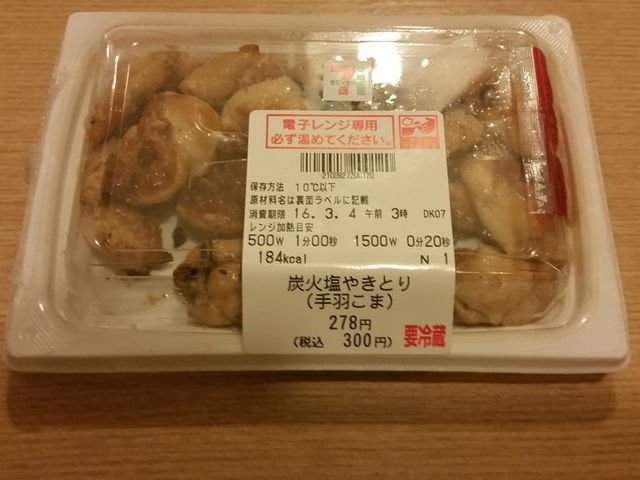 電子レンジ専用
必ず温めてください。
保存方法 10℃以下
原材料名は裏面ラベルに記載
消費期限 16. 3. 4 午前 3時 DK07
レンジ加熱目安
500W 1分00秒 1500W 0分20秒
184kcal N 1
炭火塩やきとり
(手羽こま)
278円
(税込 300円)
要冷蔵